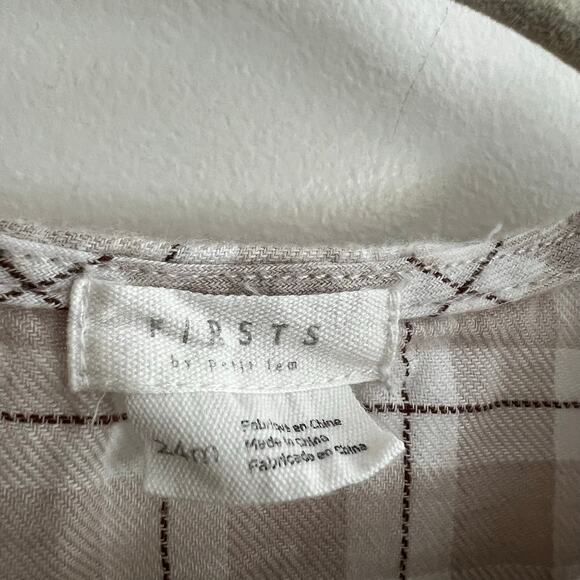 FIRSTS
by Petit lem
24m
Fabriqué en Chine
Made in China
Fabricado en China